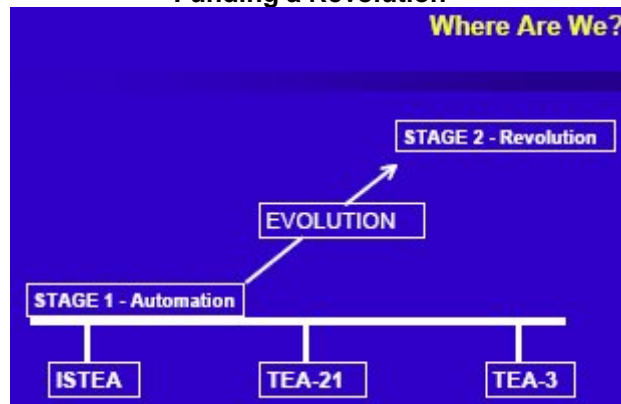 Funding a Revolution
Where Are We?
STAGE 2 - Revolution
EVOLUTION
STAGE 1 - Automation
ISTEA TEA-21 TEA-3